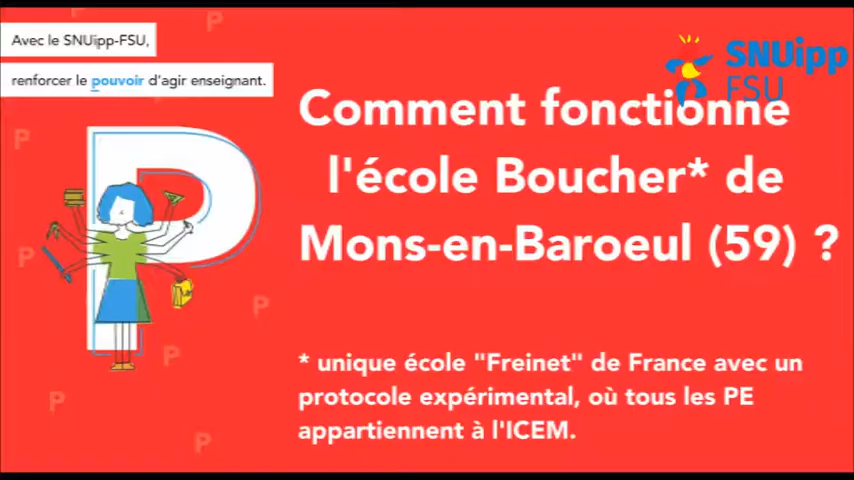 Avec le SNUipp-FSU,
renforcer le pouvoir d'agir enseignant.
SNUipp
FSU
Comment fonctionne
l'école Boucher* de
Mons-en-Baroeul (59) ?
* unique école "Freinet" de France avec un
protocole expérimental, où tous les PE
appartiennent à l'ICEM.
P
P
P
P
P
P
P
P
P